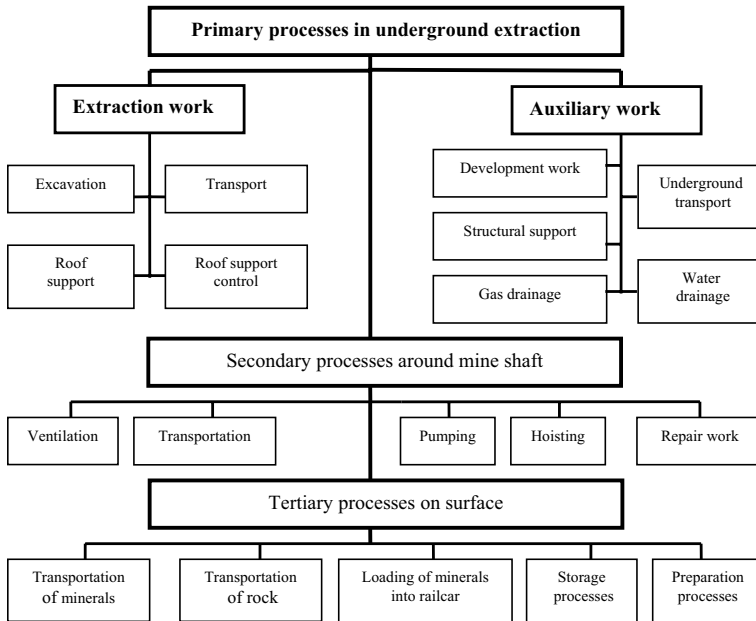 Primary processes in underground extraction
Extraction work
Auxiliary work
Excavation
Transport
Roof
support
Roof support
control
Development work
Underground
transport
Structural support
Gas drainage
Water
drainage
Secondary processes around mine shaft
Ventilation
Transportation
Pumping
Hoisting
Repair work
Tertiary processes on surface
Transportation
of minerals
Transportation
of rock
Loading of minerals
into railcar
Storage
processes
Preparation
processes